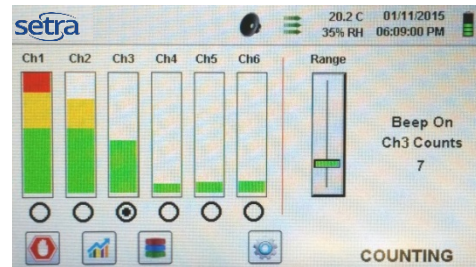 setra
20.2 C 01/11/2015
35% RH 06:09:00 PM
Ch1 Ch2 Ch3 Ch4 Ch5 Ch6 Range
Beep On
Ch3 Counts
7
COUNTING